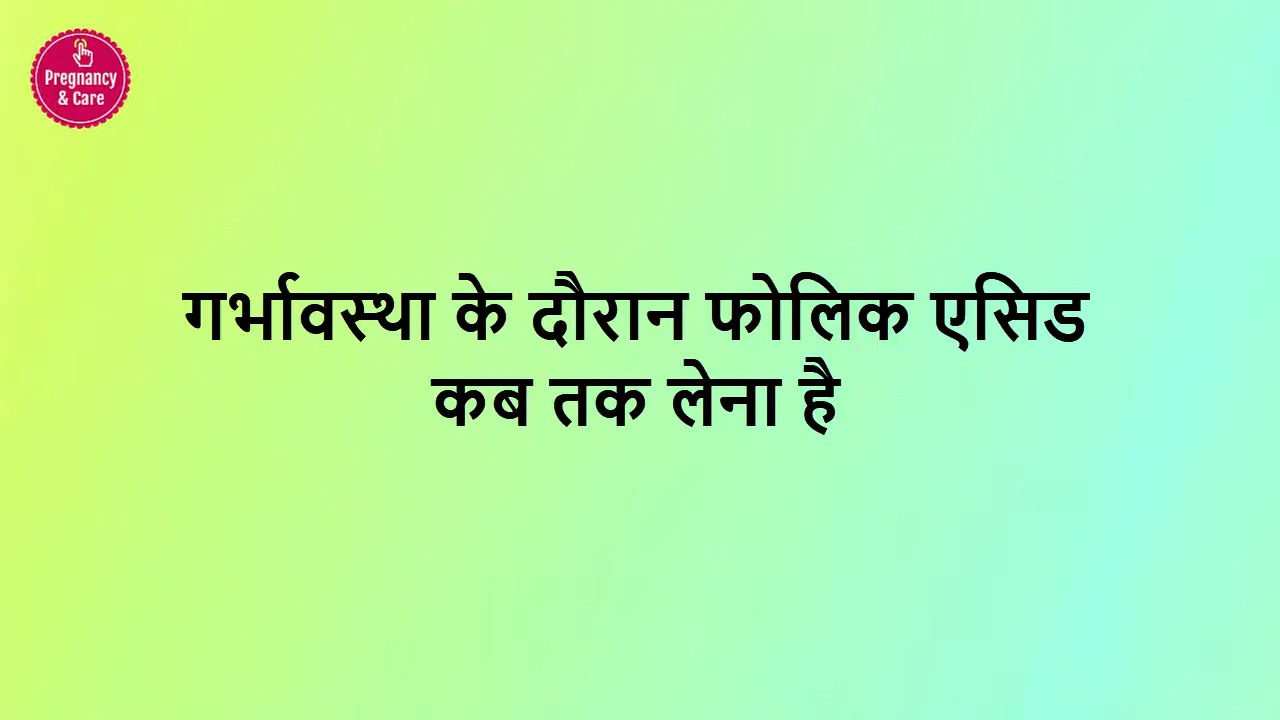 Pregnancy
& Care
गर्भावस्था के दौरान फोलिक एसिड
कब तक लेना है